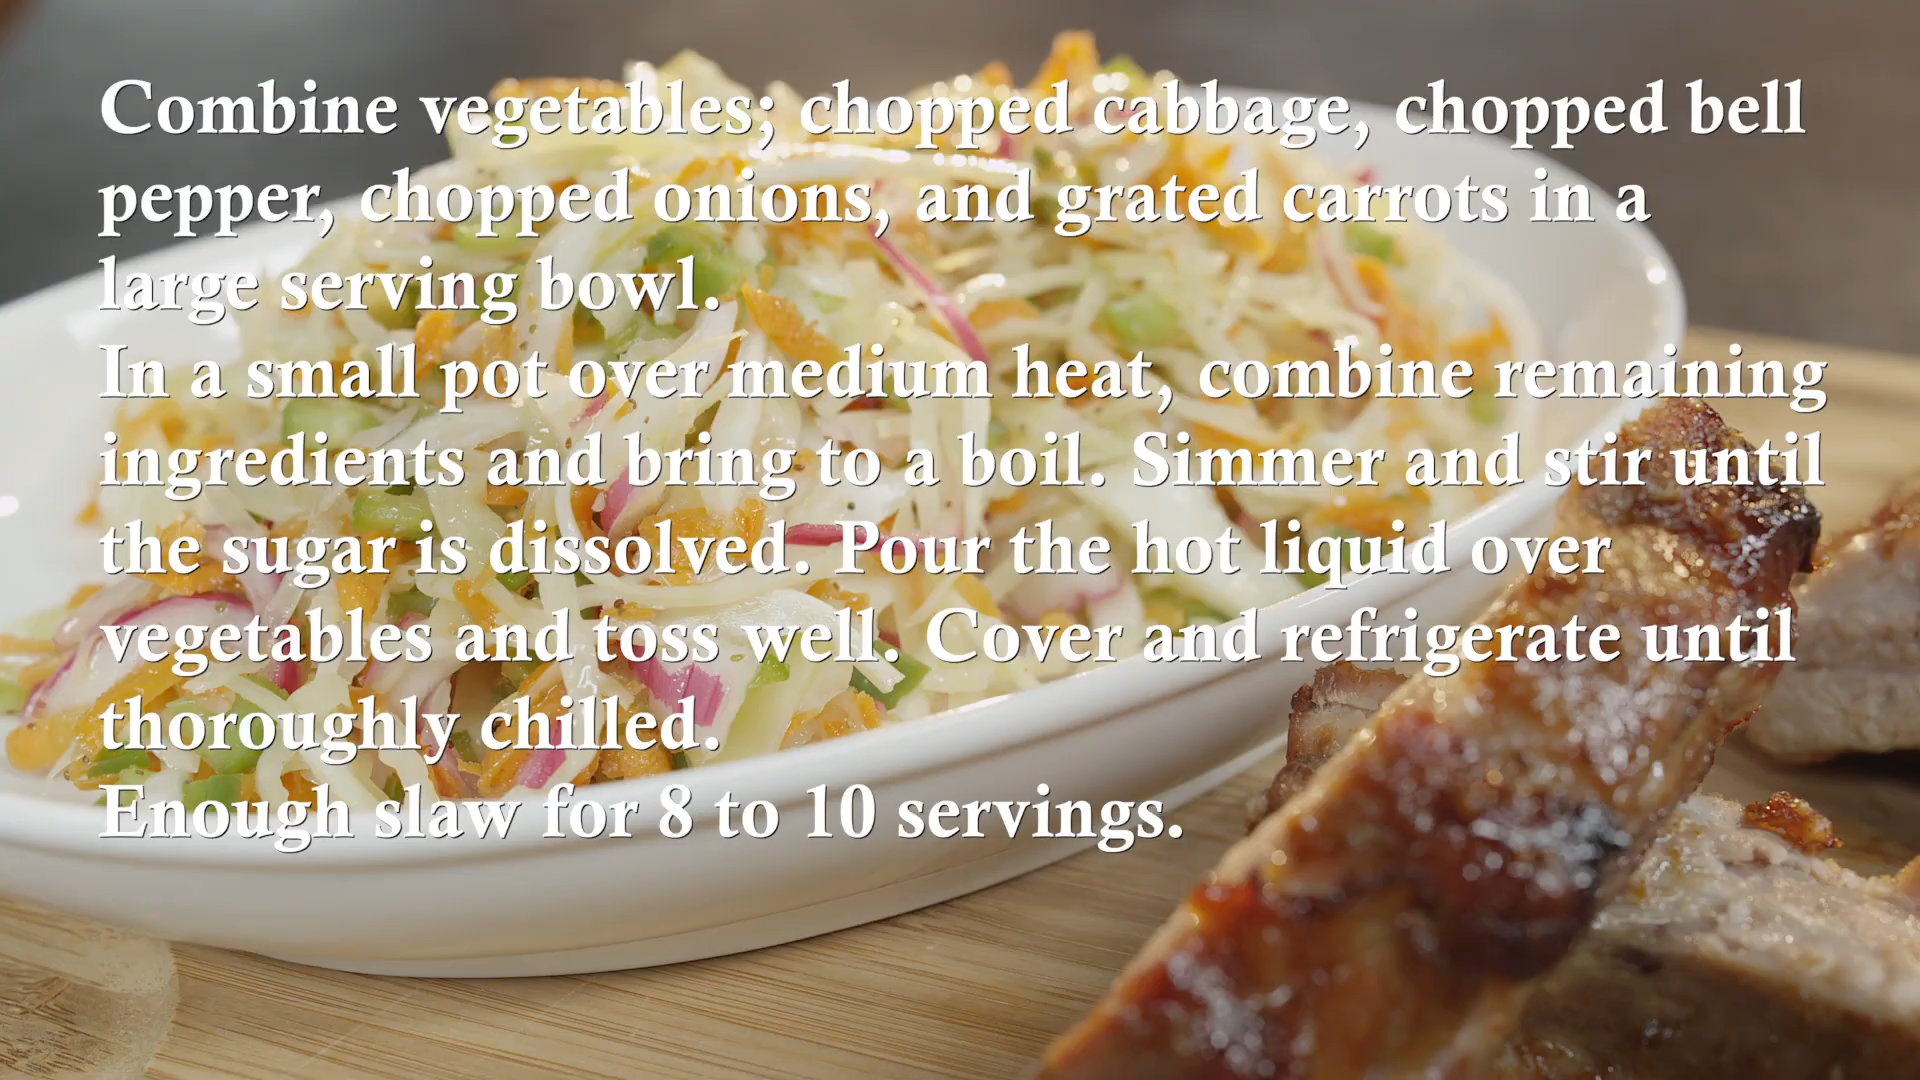 Combine vegetables; chopped cabbage, chopped bell
pepper, chopped onions, and grated carrots in a
large serving bowl.
In a small pot over medium heat, combine remaining
ingredients and bring to a boil. Simmer and stir until
the sugar is dissolved. Pour the hot liquid over
vegetables and toss well. Cover and refrigerate until
thoroughly chilled.
Enough slaw for 8 to 10 servings.